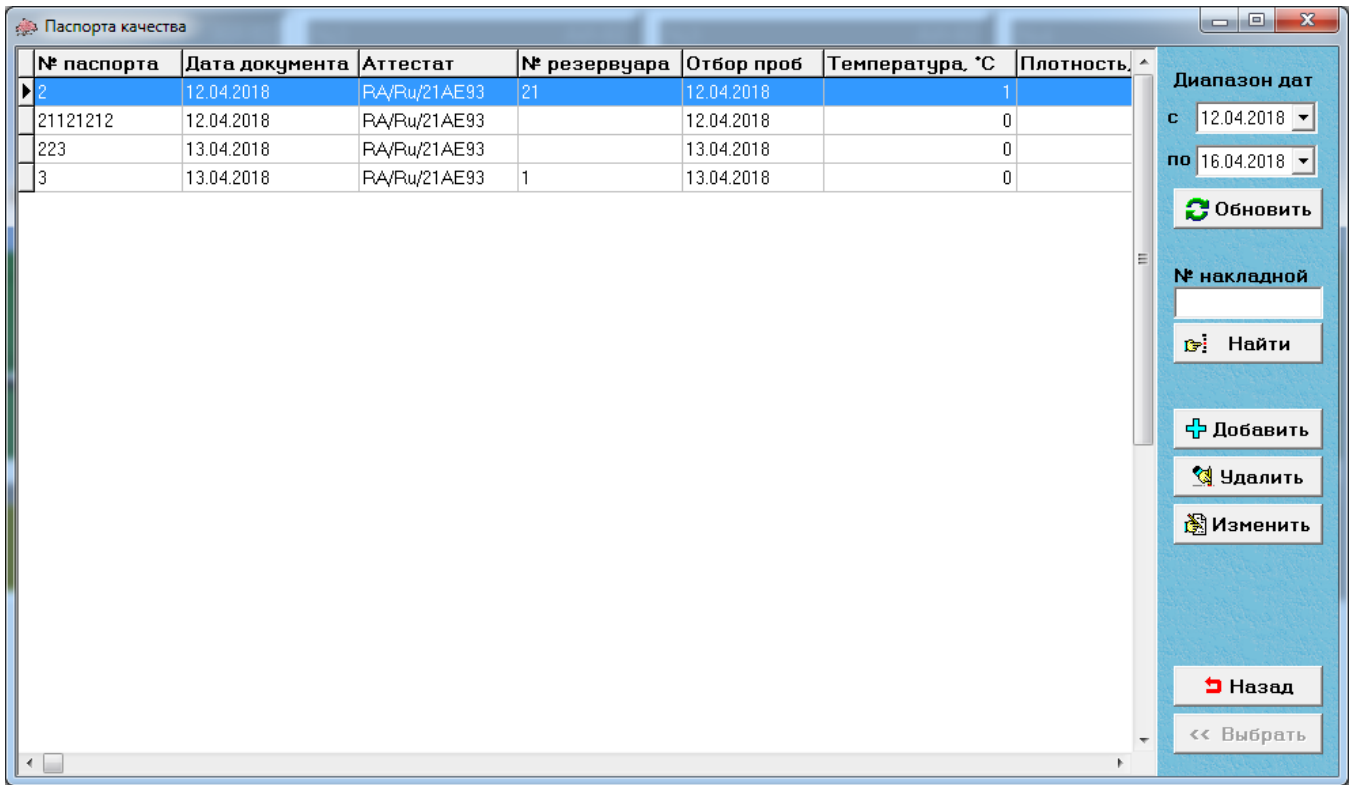 Паспорта качества
№ паспорта Дата документа Аттестат № резервуара Отбор проб Температура, °С Плотность,
2 12.04.2018 RA/Ru/21AE93 21 12.04.2018 1
21121212 12.04.2018 RA/Ru/21AE93 12.04.2018 0
223 13.04.2018 RA/Ru/21AE93 13.04.2018 0
3 13.04.2018 RA/Ru/21AE93 1 13.04.2018 0
Диапазон дат
с 12.04.2018
по 16.04.2018
Обновить
№ накладной
Найти
Добавить
Удалить
Изменить
Назад
<< Выбрать